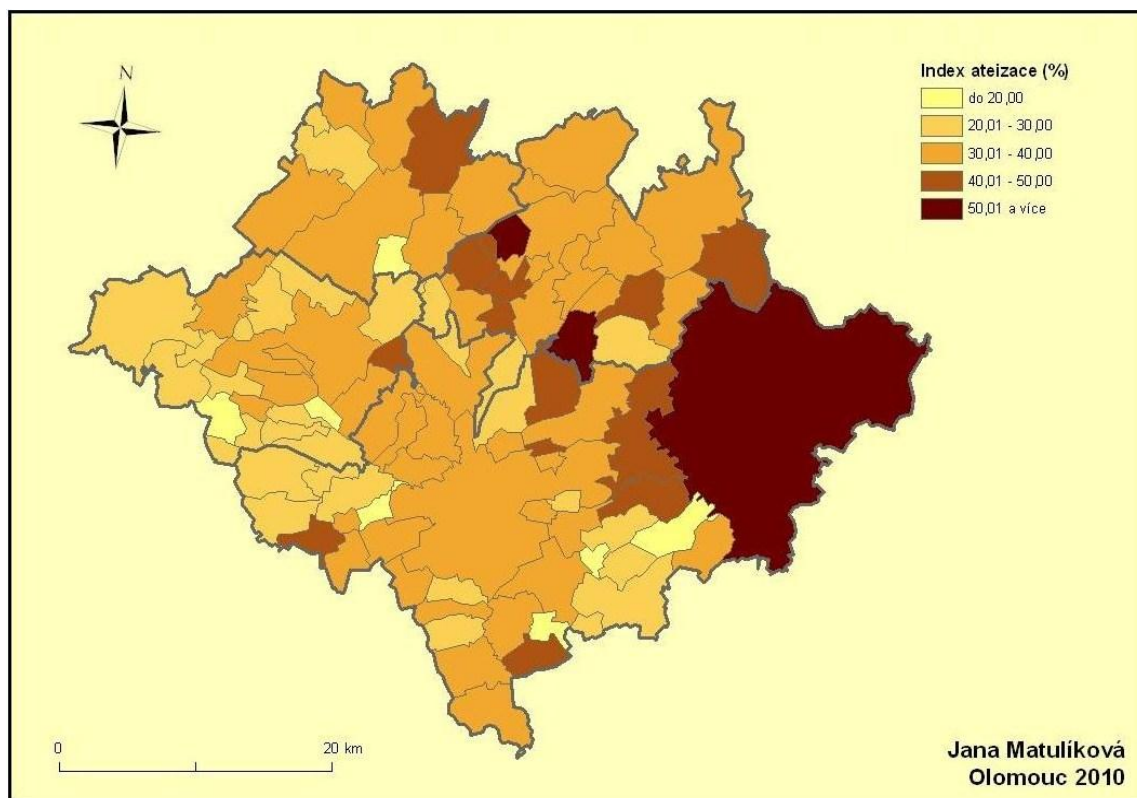 N
Index ateizace (%)
do 20,00
20,01 - 30,00
30,01 - 40,00
40,01 - 50,00
50,01 a více
0
20 km
Jana Matulíková
Olomouc 2010